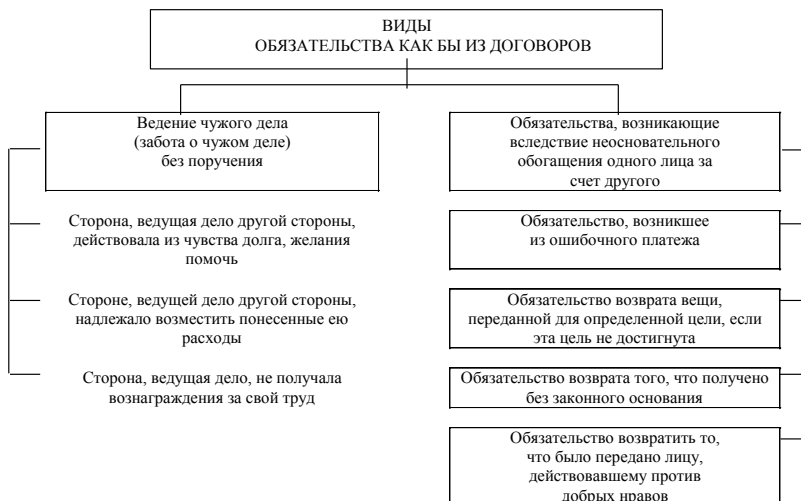 ВИДЫ
ОБЯЗАТЕЛЬСТВА КАК БЫ ИЗ ДОГОВОРОВ
Ведение чужого дела
(забота о чужом деле)
без поручения
Сторона, ведущая дело другой стороны,
действовала из чувства долга, желания
помочь
Стороне, ведущей дело другой стороны,
надлежало возместить понесенные ею
расходы
Сторона, ведущая дело, не получала
вознаграждения за свой труд
Обязательства, возникающие
вследствие неосновательного
обогащения одного лица за
счет другого
Обязательство, возникшее
из ошибочного платежа
Обязательство возврата вещи,
переданной для определенной цели, если
эта цель не достигнута
Обязательство возврата того, что получено
без законного основания
Обязательство возвратить то,
что было передано лицу,
действовавшему против
добрых нравов